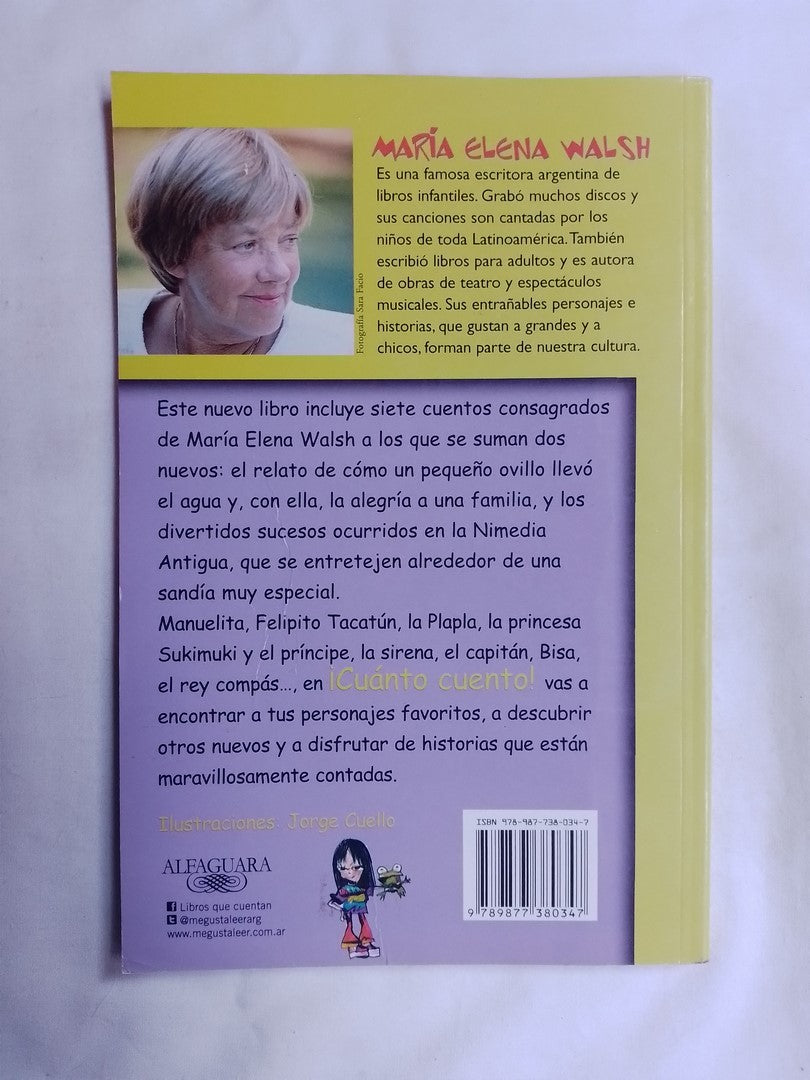 MARÍA ELENA WALSH
Es una famosa escritora argentina de
libros infantiles. Grabó muchos discos y
sus canciones son cantadas por los
niños de toda Latinoamérica. También
escribió libros para adultos y es autora
de obras de teatro y espectáculos
musicales. Sus entrañables personajes e
historias, que gustan a grandes y a
chicos, forman parte de nuestra cultura.
Fotografía: Sara Facio
Este nuevo libro incluye siete cuentos consagrados
de María Elena Walsh a los que se suman dos
nuevos: el relato de cómo un pequeño ovillo llevó
el agua y, con ella, la alegría a una familia, y los
divertidos sucesos ocurridos en la Nimedia
Antigua, que se entretejen alrededor de una
sandía muy especial.
Manuelita, Felipito Tacatún, la Plapla, la princesa
Sukimuki y el príncipe, la sirena, el capitán, Bisa,
el rey compás..., en ¡Cuánto cuento! vas a
encontrar a tus personajes favoritos, a descubrir
otros nuevos y a disfrutar de historias que están
maravillosamente contadas.
Ilustraciones: Jorge Cuello
ALFAGUARA
Libros que cuentan
@megustaleerarg
www.megustaleer.com.ar
ISBN 978-987-738-034-7
9 789877 380347